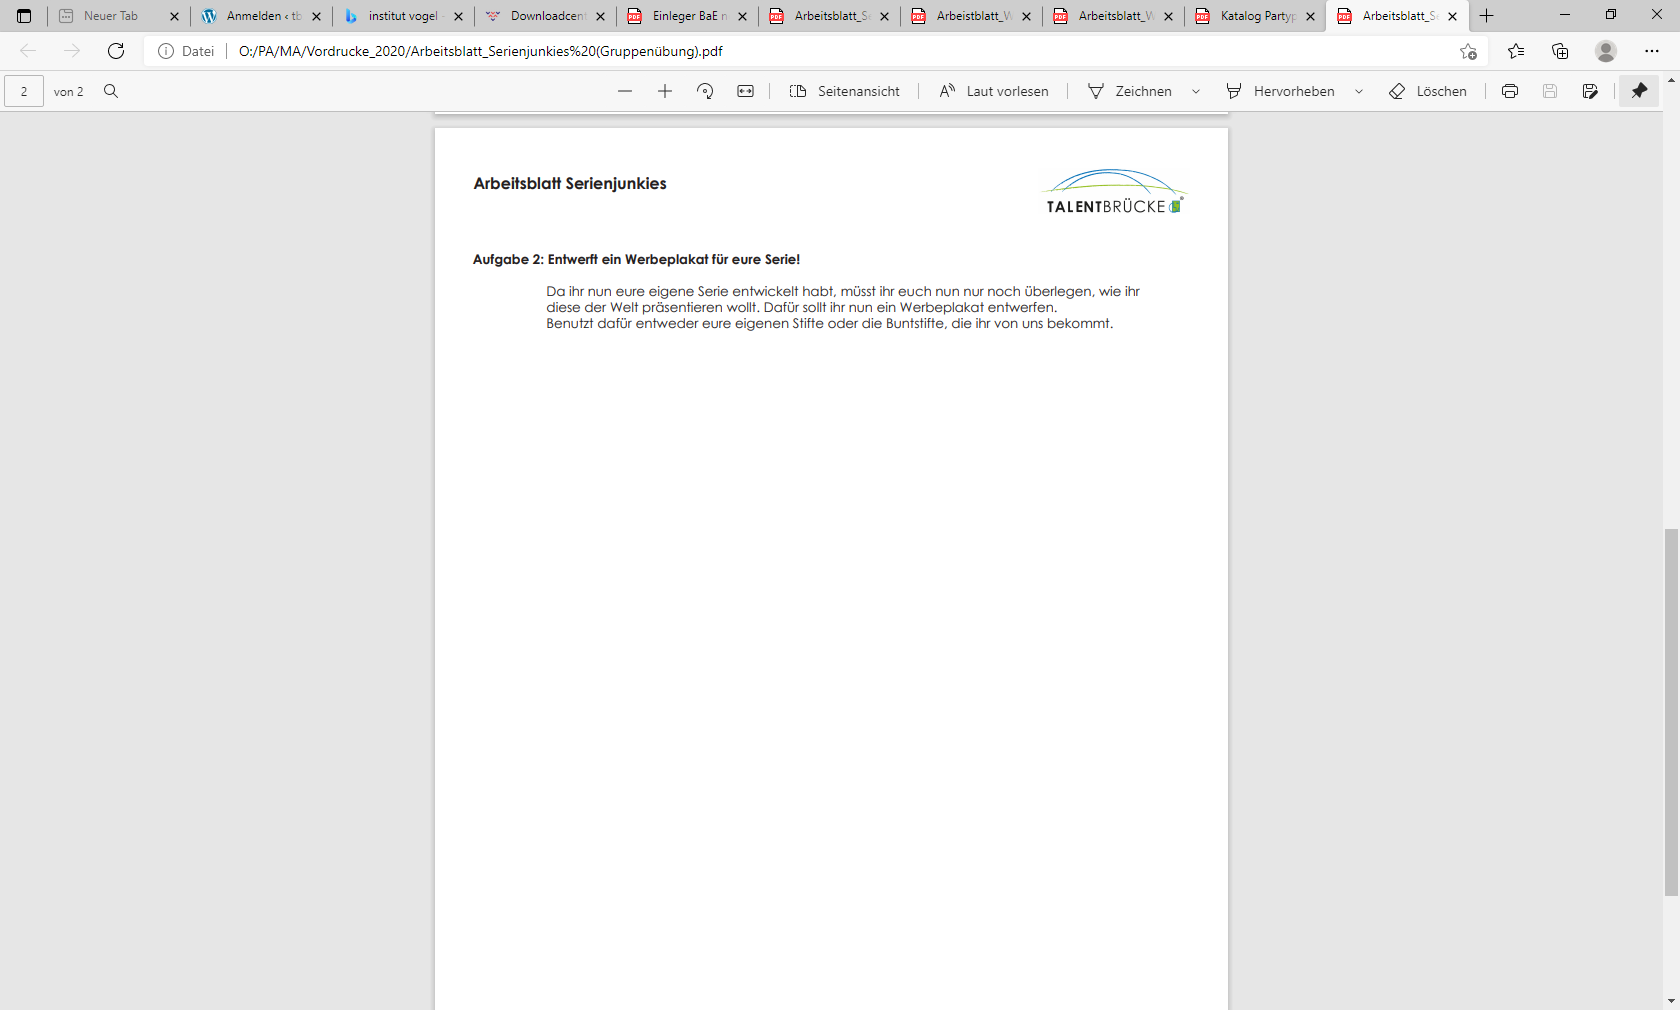 Neuer Tab
Anmelden ‹ tb
institut vogel -
Downloadcent
Einleger BaE n
Arbeitsblatt_Se
Arbeistblatt_W
Arbeitsblatt_W
Katalog Partyp
Arbeitsblatt_Se
Datei
O:/PA/MA/Vordrucke_2020/Arbeitsblatt_Serienjunkies%20(Gruppenübung).pdf
2 von 2
Seitenansicht
Laut vorlesen
Zeichnen
Hervorheben
Löschen
Arbeitsblatt Serienjunkies
TALENTBRÜCKE
Aufgabe 2: Entwerft ein Werbeplakat für eure Serie!
Da ihr nun eure eigene Serie entwickelt habt, müsst ihr euch nun nur noch überlegen, wie ihr
diese der Welt präsentieren wollt. Dafür sollt ihr nun ein Werbeplakat entwerfen.
Benutzt dafür entweder eure eigenen Stifte oder die Buntstifte, die ihr von uns bekommt.